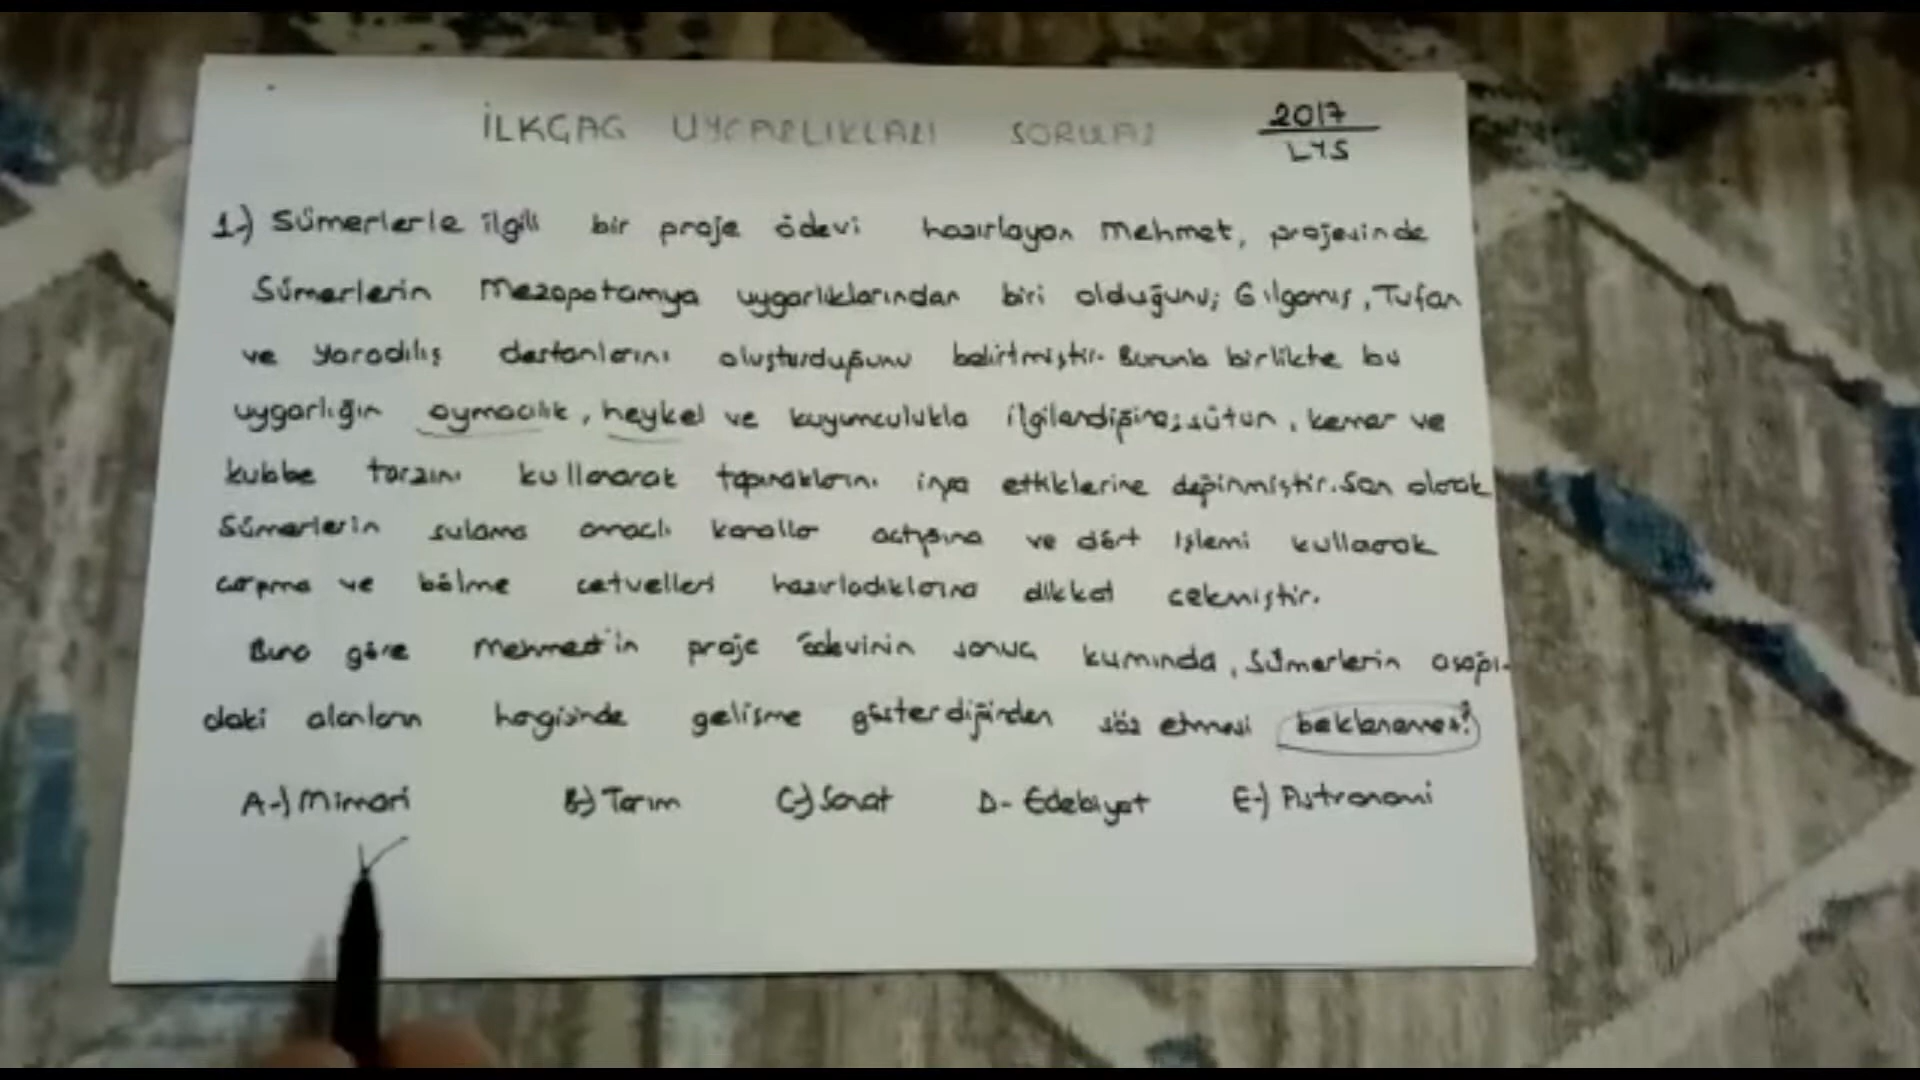 İLKÇAĞ UYGARLIKLARI SORULARI
2017
LYS
1-) Sümerlerle ilgili bir proje ödevi hazırlayan Mehmet, projesinde
Sümerlerin Mezopotamya uygarlıklarından biri olduğunu; Gılgamış, Tufan
ve Yaradılış destanlarını oluşturduğunu belirtmiştir. Bununla birlikte bu
uygarlığın oymacılık, heykel ve kuyumculukla ilgilendiğine; sütun, kemer ve
kubbe tarzını kullanarak tapınaklarını inşa ettiklerine değinmiştir. Son olarak
Sümerlerin sulama amaçlı kanallar açtığına ve dört işlemi kullarak
çarpma ve bölme cetvelleri hazırladıklarına dikkat çekmiştir.
Buna göre Mehmet'in proje ödevinin sonuç kumında, Sümerlerin aşağı-
daki alanların hangisinde gelişme gösterdiğinden söz etmesi beklenemez?
A-) Mimari B-) Tarım C-) Sanat D- Edebiyat E-) Astronomi